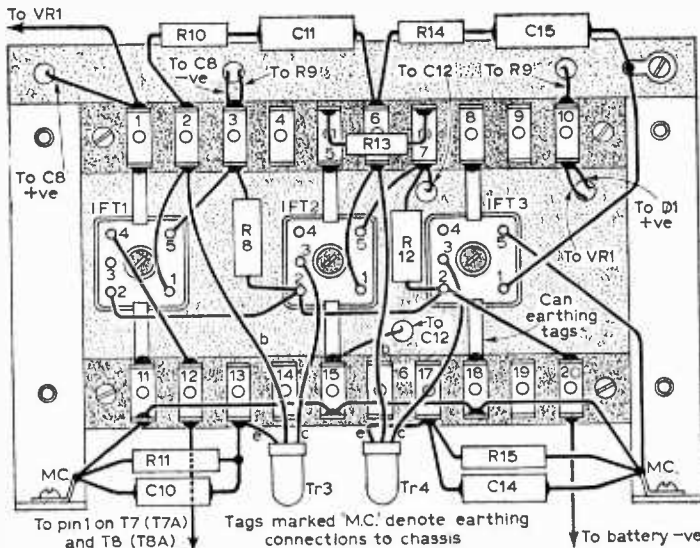 To VR1
R10
C11
R14
C15
To C8
-ve
To R9
To C12
To R9
1
2
3
4
5
6
7
8
9
10
R13
To C8
+ve
To D1
+ve
To VR1
IFT1
4
3
2
5
1
R
8
IFT2
4
3
2
5
1
R
12
IFT3
4
3
2
5
1
Can
earthing
tags
To
C12
b
b
11
12
13
14
15
6
17
18
19
20
e
c
e
c
MC
R11
C10
Tr3
Tr4
R15
C14
MC
To pin 1 on T7 (T7A)
and T8 (T8A)
Tags marked 'M.C.' denote earthing
connections to chassis
To battery -ve